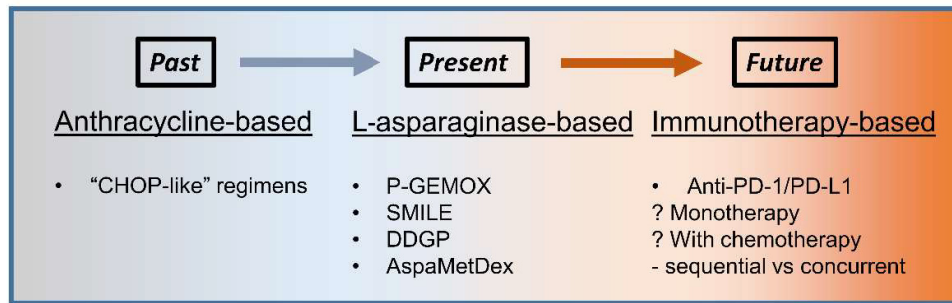 Past
Present
Future
Anthracycline-based
L-asparaginase-based
Immunotherapy-based
• “CHOP-like” regimens
• P-GEMOX
• SMILE
• DDGP
• AspaMetDex
• Anti-PD-1/PD-L1
? Monotherapy
? With chemotherapy
- sequential vs concurrent